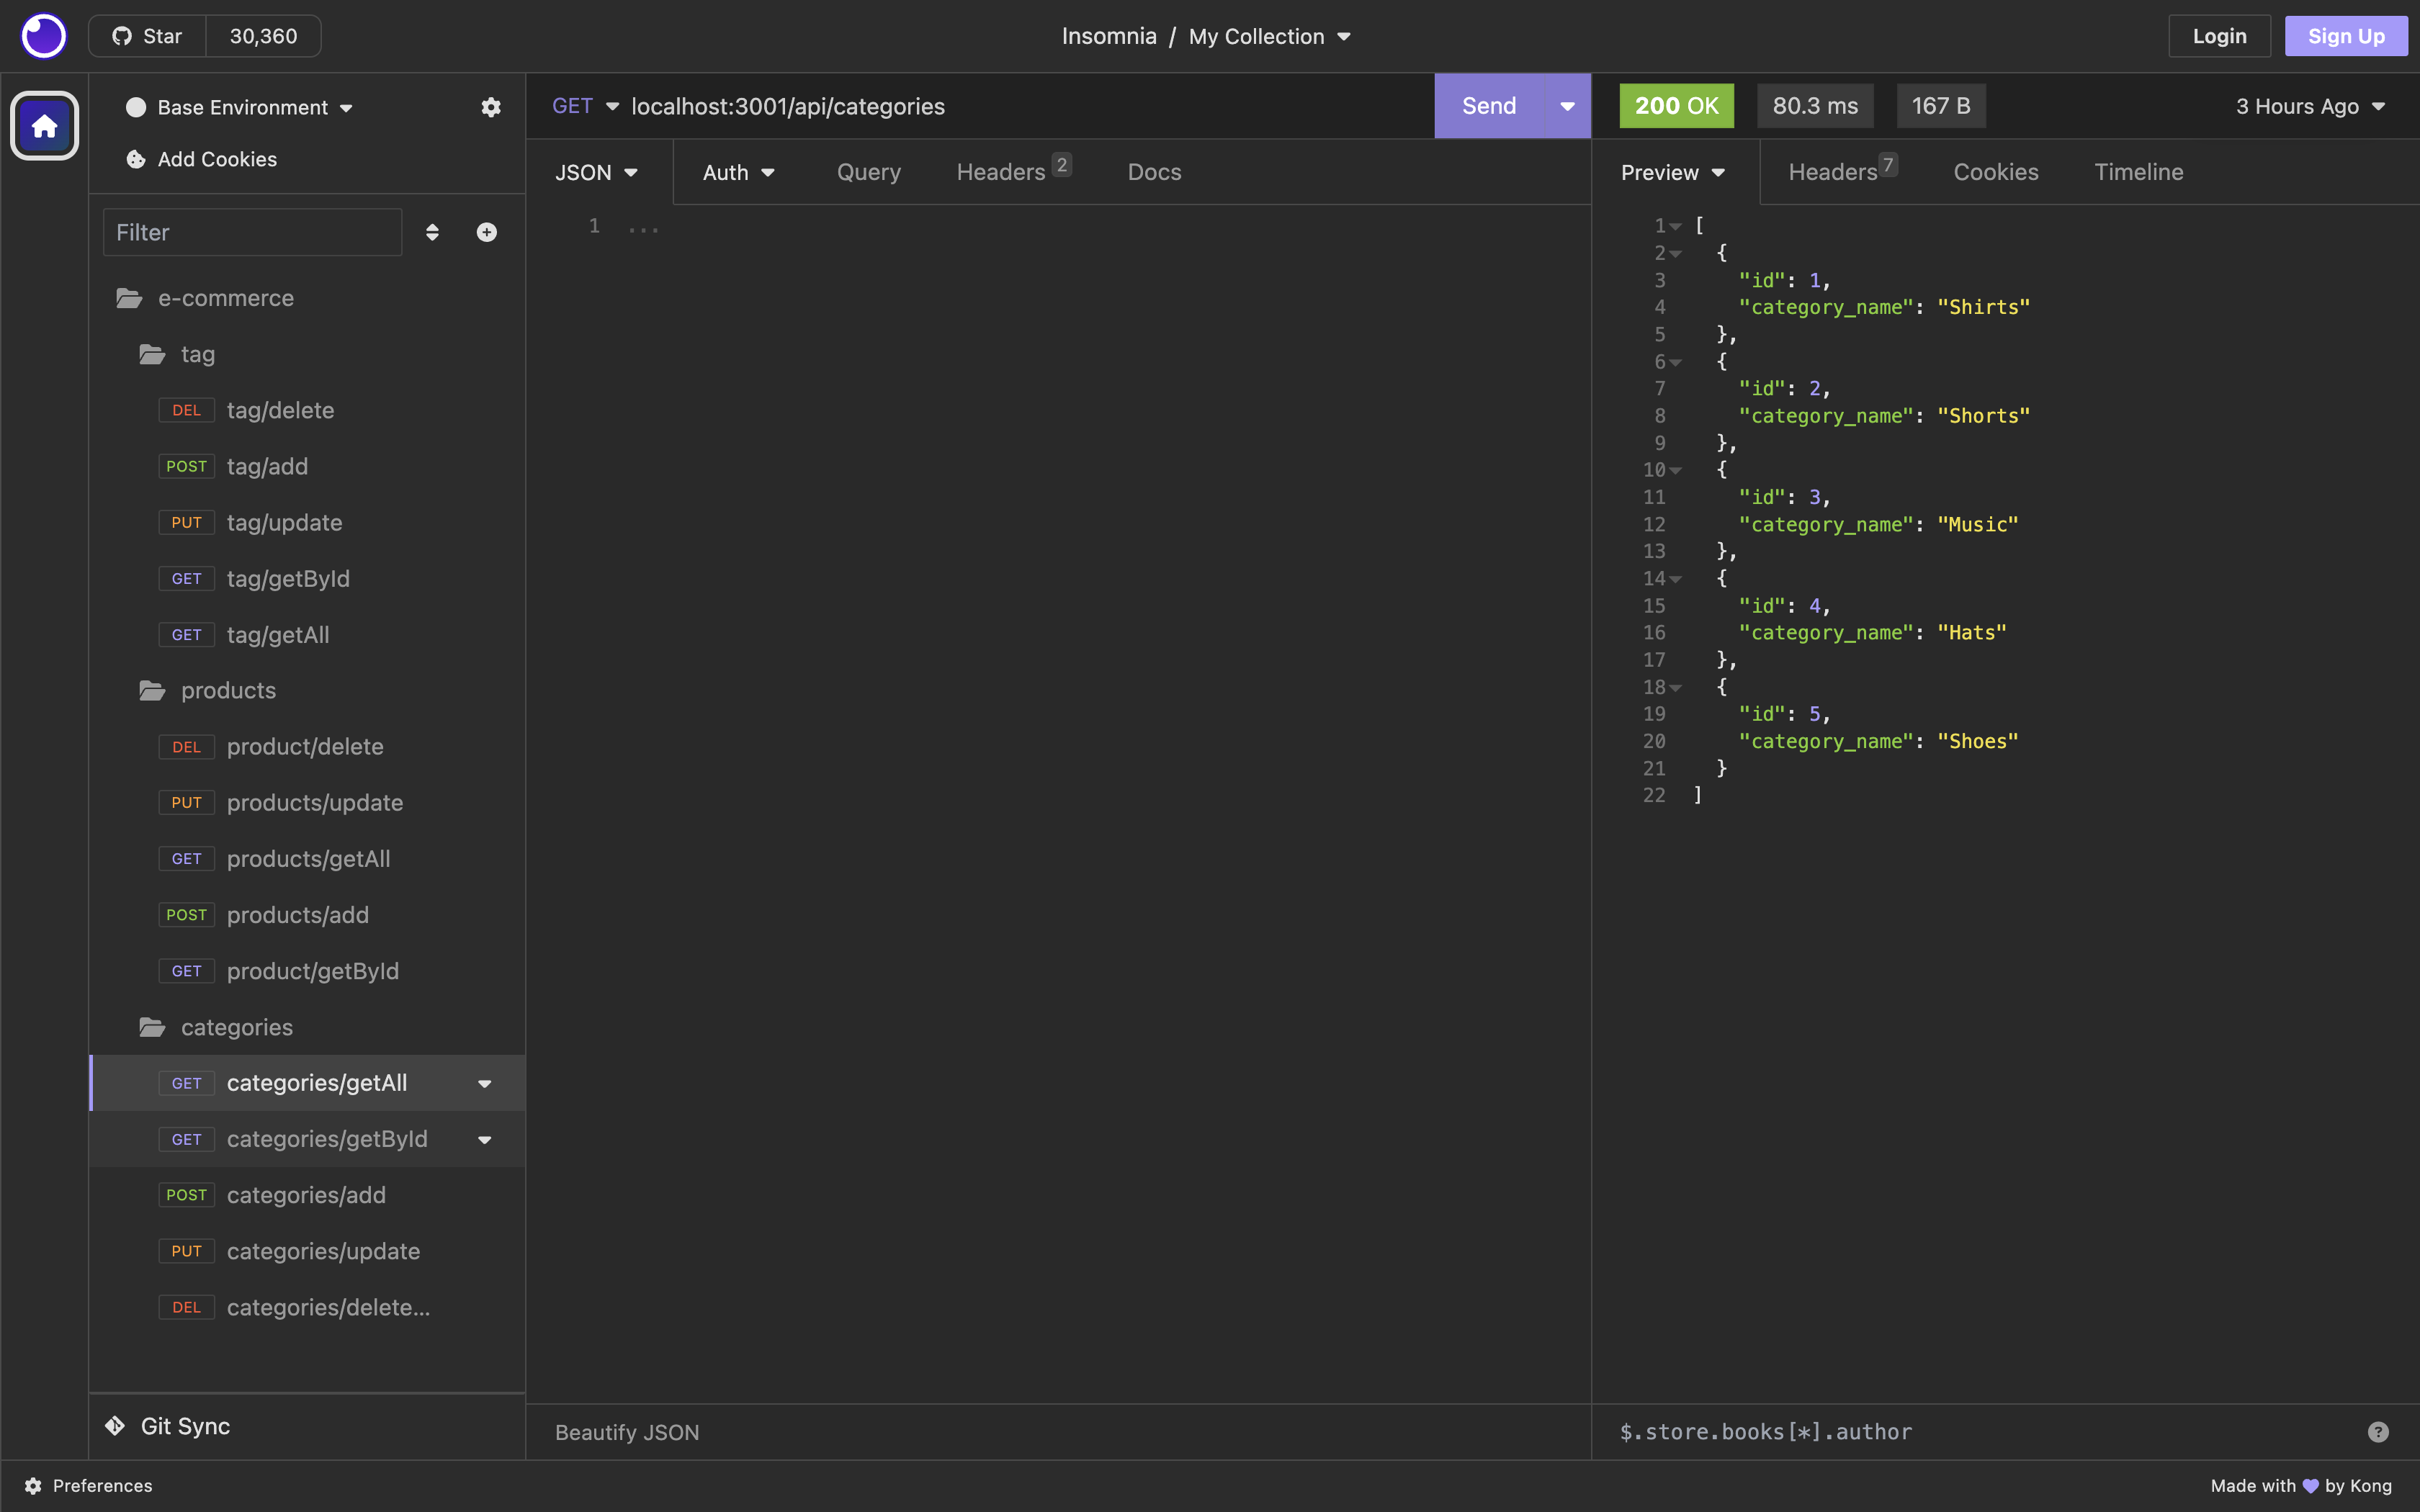 Star 30,360
Insomnia / My Collection
Login
Sign Up
Base Environment
Add Cookies
Filter
e-commerce
tag
DEL tag/delete
POST tag/add
PUT tag/update
GET tag/getById
GET tag/getAll
products
DEL product/delete
PUT products/update
GET products/getAll
POST products/add
GET product/getById
categories
GET categories/getAll
GET categories/getById
POST categories/add
PUT categories/update
DEL categories/delete...
Git Sync
Preferences
GET localhost:3001/api/categories
Send
JSON Auth Query Headers 2 Docs
1 ...
Beautify JSON
200 OK 80.3 ms 167 B 3 Hours Ago
Preview Headers 7 Cookies Timeline
1 [
2 {
3 "id": 1,
4 "category_name": "Shirts"
5 },
6 {
7 "id": 2,
8 "category_name": "Shorts"
9 },
10 {
11 "id": 3,
12 "category_name": "Music"
13 },
14 {
15 "id": 4,
16 "category_name": "Hats"
17 },
18 {
19 "id": 5,
20 "category_name": "Shoes"
21 }
22 ]
$.store.books[*].author
?
Made with 💜 by Kong